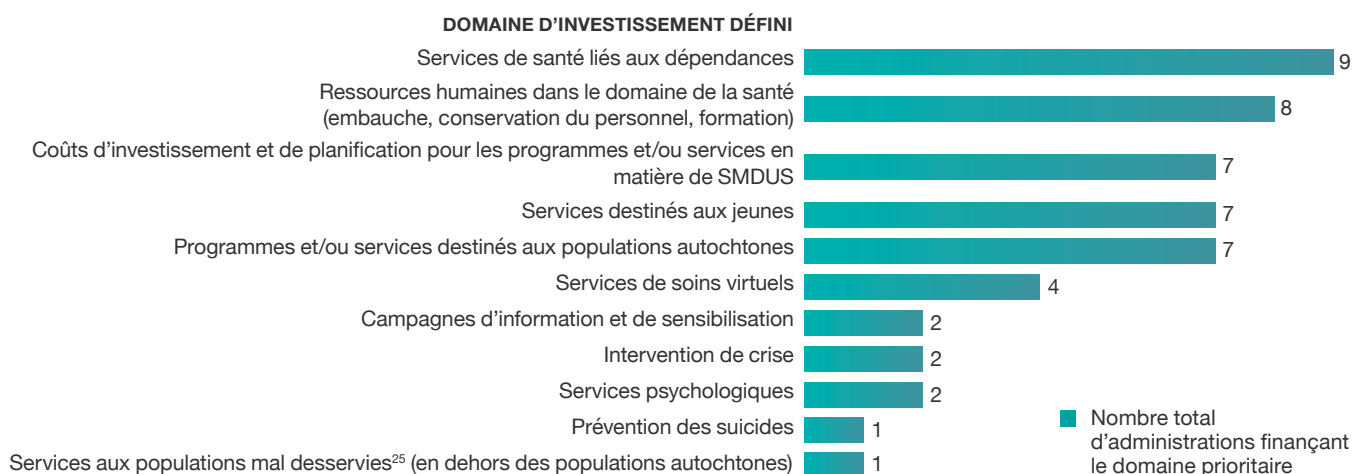 DOMAINE D’INVESTISSEMENT DÉFINI
Services de santé liés aux dépendances 9
Ressources humaines dans le domaine de la santé
(embauche, conservation du personnel, formation) 8
Coûts d’investissement et de planification pour les programmes et/ou services en
matière de SMDUS 7
Services destinés aux jeunes 7
Programmes et/ou services destinés aux populations autochtones 7
Services de soins virtuels 4
Campagnes d’information et de sensibilisation 2
Intervention de crise 2
Services psychologiques 2
Prévention des suicides 1
Services aux populations mal desservies²⁵ (en dehors des populations autochtones) 1
Nombre total
d’administrations finançant
le domaine prioritaire